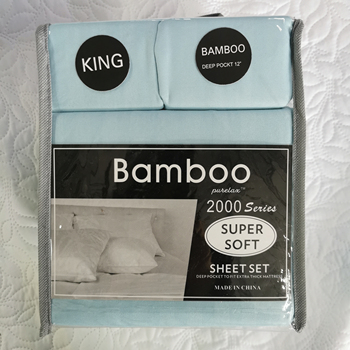 KING
BAMBOO
DEEP POCKT 12"
Bamboo
purelax™
2000 Series
SUPER
SOFT
SHEET SET
DEEP POCKET TO FIT EXTRA THICK MATTRESS
MADE IN CHINA